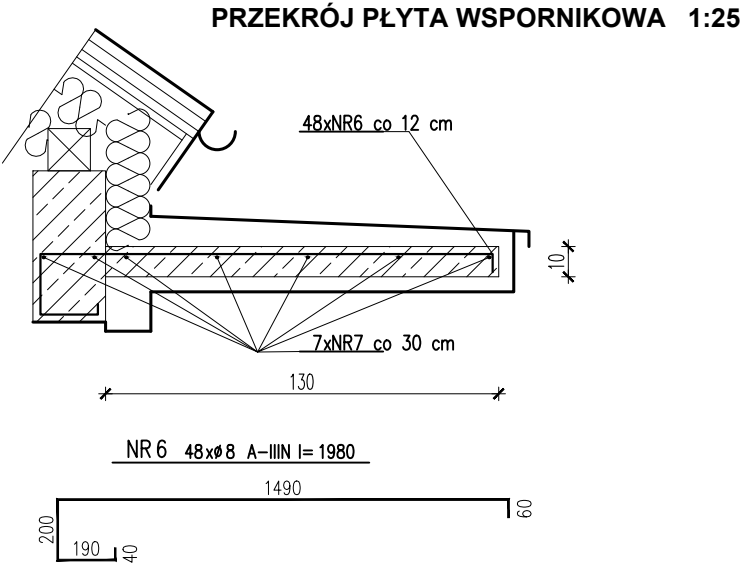 PRZEKRÓJ PŁYTA WSPORNIKOWA 1:25
48xNR6 co 12 cm
10
7xNR7 co 30 cm
130
NR 6 48xø8 A-IIIN l= 1980
1490
60
200
190
40